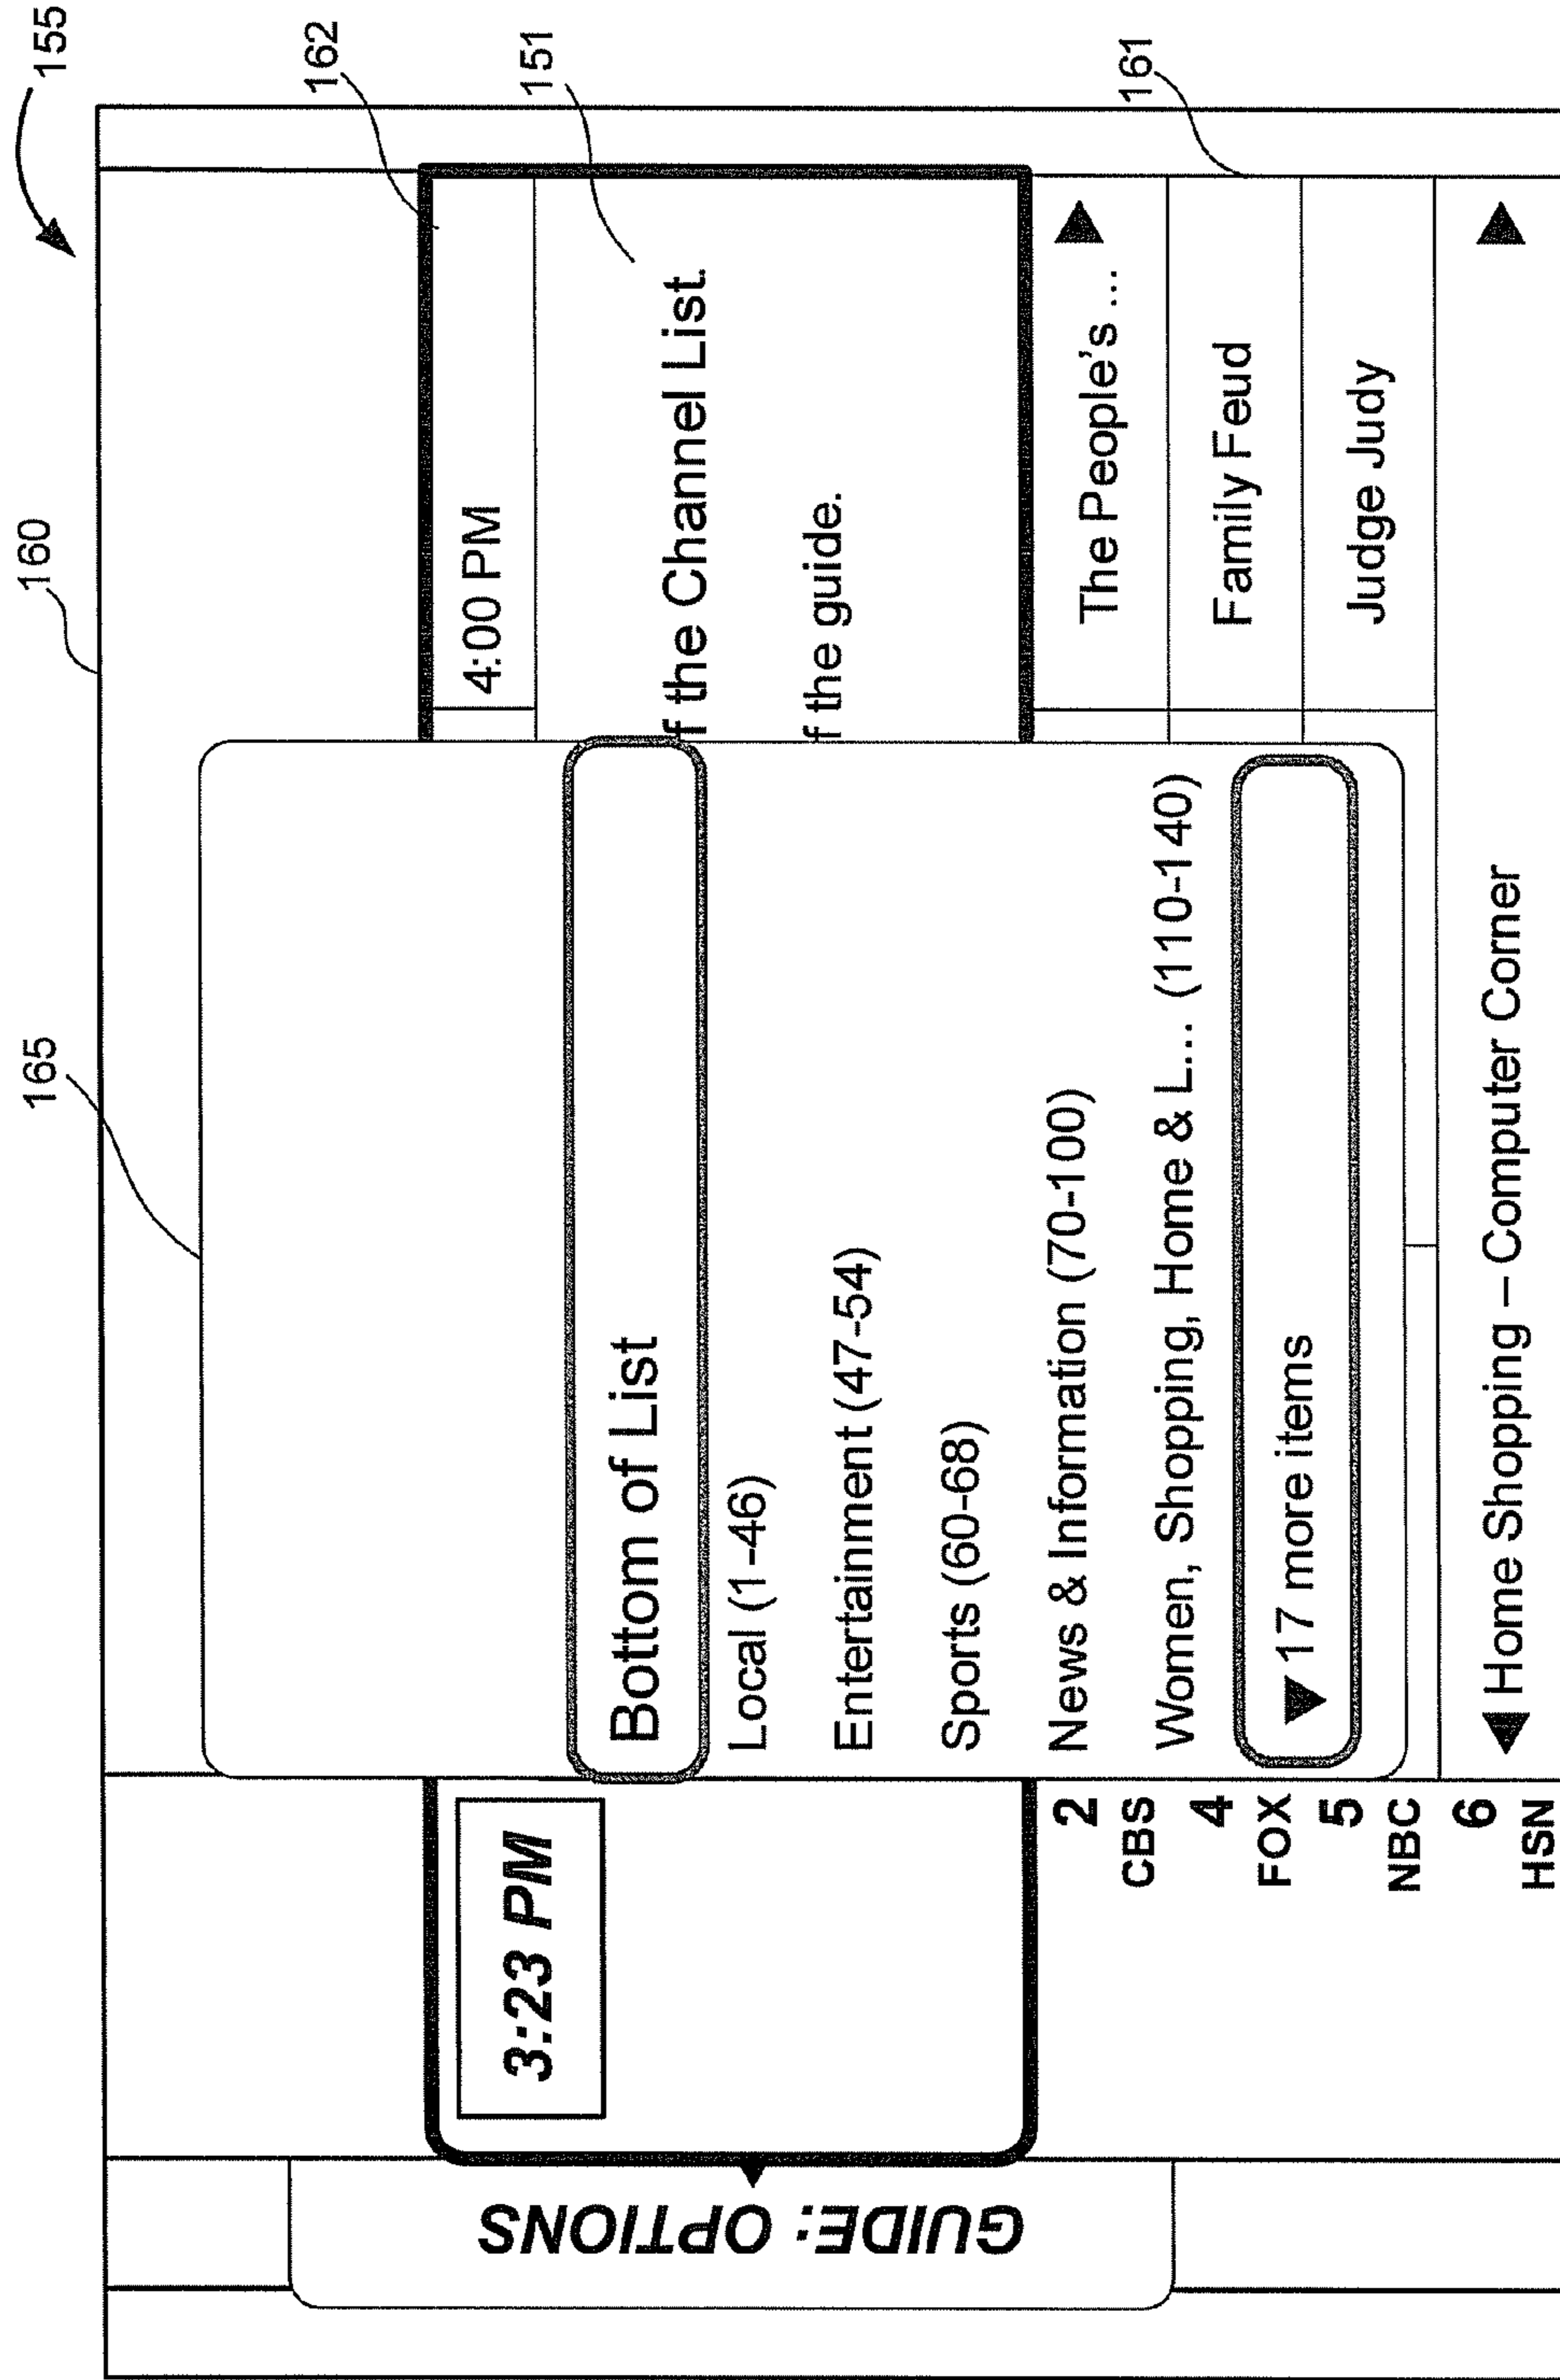 155
160
162
165
151
3:23 PM
4:00 PM
Bottom of List
f the Channel List.
Local (1-46)
Entertainment (47-54)
f the guide.
Sports (60-68)
News & Information (70-100)
Women, Shopping, Home & L... (110-140)
▼ 17 more items
GUIDE: OPTIONS
161
2
CBS
The People's ... ▶
4
FOX
Family Feud
5
NBC
Judge Judy
6
HSN
◀ Home Shopping – Computer Corner ▶